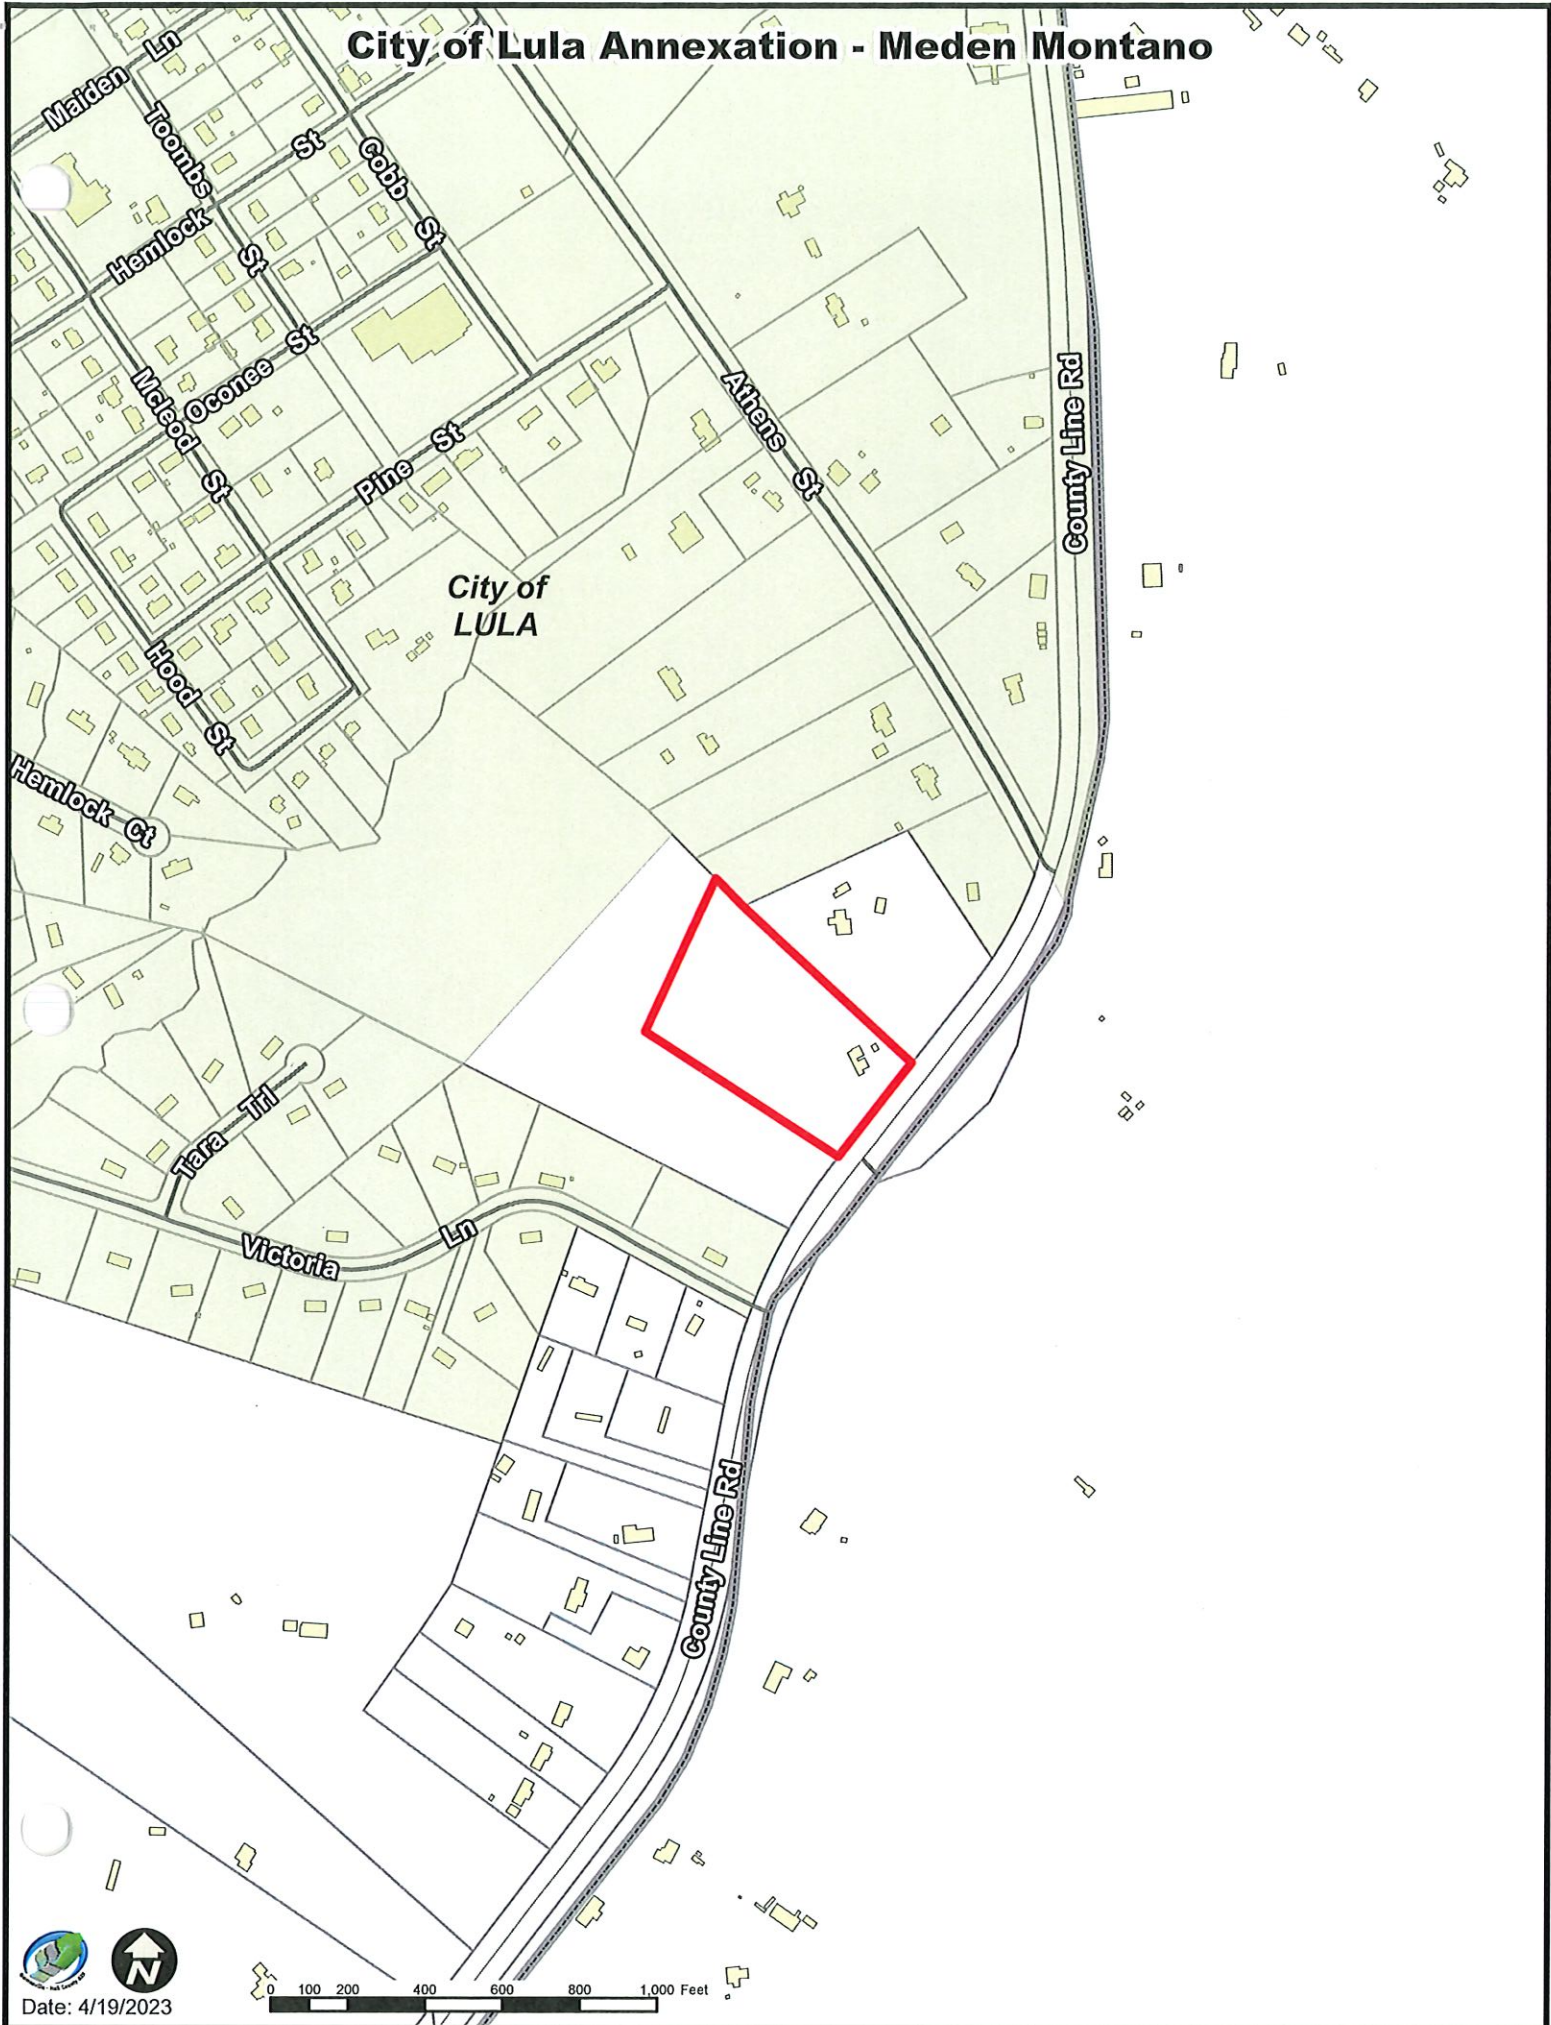 City of Lula Annexation - Meden Montano
Maiden Ln
Toombs St
Cobb St
Hemlock St
Oconee St
Mcleod St
Pine St
Athens St
County Line Rd
City of
LULA
Hood St
Hemlock Ct
Tara Trl
Victoria Ln
County Line Rd
N
Date: 4/19/2023
0 100 200 400 600 800 1,000 Feet